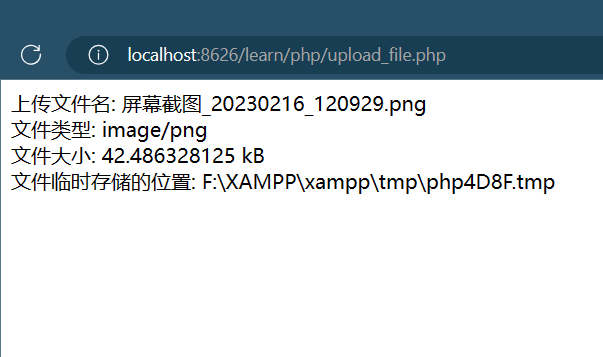 localhost:8626/learn/php/upload_file.php
上传文件名: 屏幕截图_20230216_120929.png
文件类型: image/png
文件大小: 42.486328125 kB
文件临时存储的位置: F:\XAMPP\xampp\tmp\php4D8F.tmp